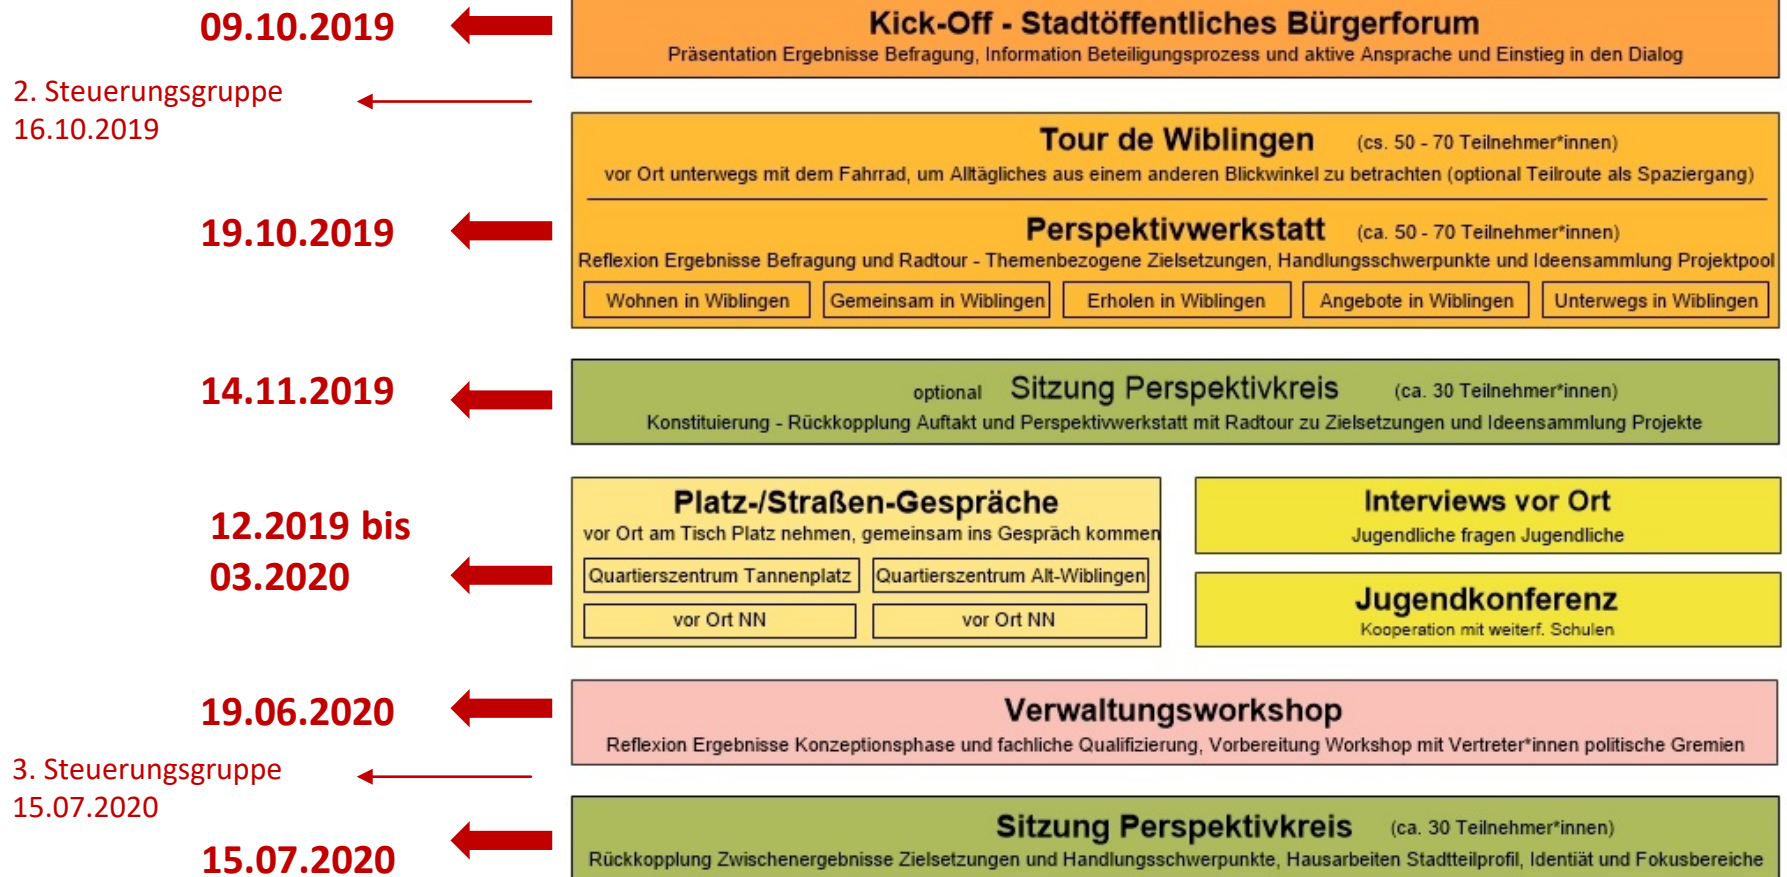 09.10.2019
Kick-Off - Stadtöffentliches Bürgerforum
Präsentation Ergebnisse Befragung, Information Beteiligungsprozess und aktive Ansprache und Einstieg in den Dialog
2. Steuerungsgruppe
16.10.2019
Tour de Wiblingen (cs. 50 - 70 Teilnehmer*innen)
vor Ort unterwegs mit dem Fahrrad, um Alltägliches aus einem anderen Blickwinkel zu betrachten (optional Teilroute als Spaziergang)
19.10.2019
Perspektivwerkstatt (ca. 50 - 70 Teilnehmer*innen)
Reflexion Ergebnisse Befragung und Radtour - Themenbezogene Zielsetzungen, Handlungsschwerpunkte und Ideensammlung Projektpool
Wohnen in Wiblingen Gemeinsam in Wiblingen Erholen in Wiblingen Angebote in Wiblingen Unterwegs in Wiblingen
14.11.2019
optional Sitzung Perspektivkreis (ca. 30 Teilnehmer*innen)
Konstituierung - Rückkopplung Auftakt und Perspektivwerkstatt mit Radtour zu Zielsetzungen und Ideensammlung Projekte
12.2019 bis
03.2020
Platz-/Straßen-Gespräche
vor Ort am Tisch Platz nehmen, gemeinsam ins Gespräch kommen
Quartierszentrum Tannenplatz Quartierszentrum Alt-Wiblingen
vor Ort NN vor Ort NN
Interviews vor Ort
Jugendliche fragen Jugendliche
Jugendkonferenz
Kooperation mit weiterf. Schulen
19.06.2020
Verwaltungsworkshop
Reflexion Ergebnisse Konzeptionsphase und fachliche Qualifizierung, Vorbereitung Workshop mit Vertreter*innen politische Gremien
3. Steuerungsgruppe
15.07.2020
15.07.2020
Sitzung Perspektivkreis (ca. 30 Teilnehmer*innen)
Rückkopplung Zwischenergebnisse Zielsetzungen und Handlungsschwerpunkte, Hausarbeiten Stadtteilprofil, Identiät und Fokusbereiche